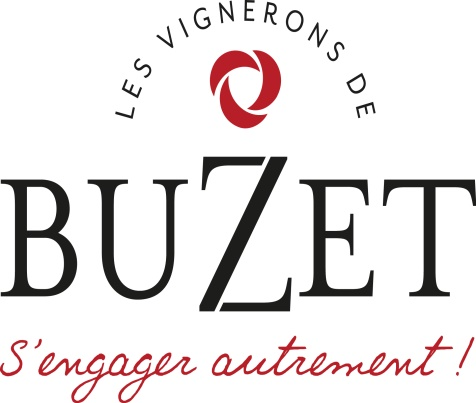 LES VIGNERONS DE
BUZET
S'engager autrement !